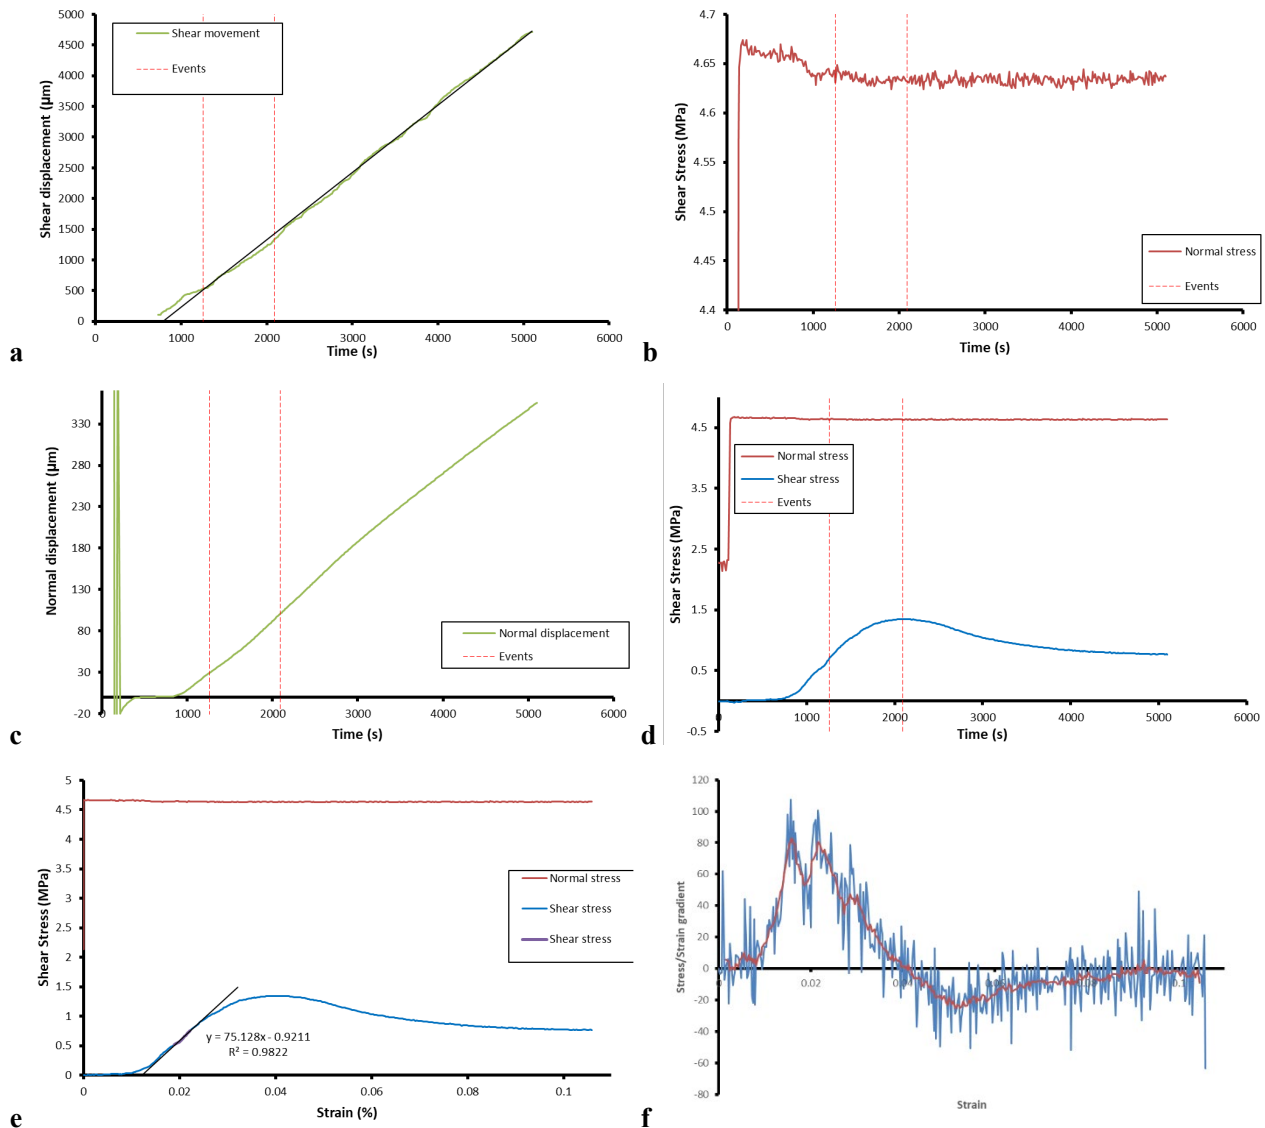 5000
4500
4000
3500
3000
2500
2000
1500
1000
500
0
Shear displacement (µm)
Shear movement
Events
0 1000 2000 3000 4000 5000 6000
Time (s)
a
4.7
4.65
4.6
4.55
4.5
4.45
4.4
Shear Stress (MPa)
Normal stress
Events
0 1000 2000 3000 4000 5000 6000
Time (s)
b
330
280
230
180
130
80
30
-20
Normal displacement (µm)
Normal displacement
Events
0 1000 2000 3000 4000 5000 6000
Time (s)
c
4.5
3.5
2.5
1.5
0.5
-0.5
Shear Stress (MPa)
Normal stress
Shear stress
Events
0 1000 2000 3000 4000 5000 6000
Time (s)
d
5
4.5
4
3.5
3
2.5
2
1.5
1
0.5
0
Shear Stress (MPa)
Normal stress
Shear stress
Shear stress
y = 75.128x - 0.9211
R² = 0.9822
0 0.02 0.04 0.06 0.08 0.1
Strain (%)
e
120
100
80
60
40
20
0
-20
-40
-60
-80
Stress/Strain gradient
0.02
Strain
f